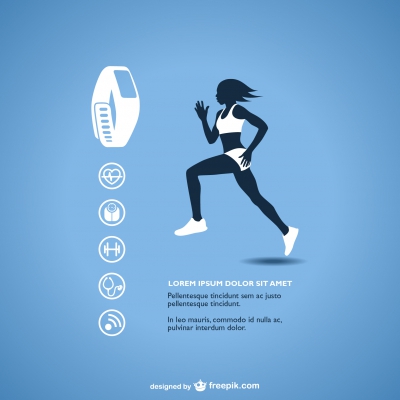 LOREM IPSUM DOLOR SIT AMET
Pellentesque tincidunt sem ac justo
pellentesque tincidunt.
In leo mauris, commodo id nulla ac,
pulvinar interdum dolor.
designed by freepik.com